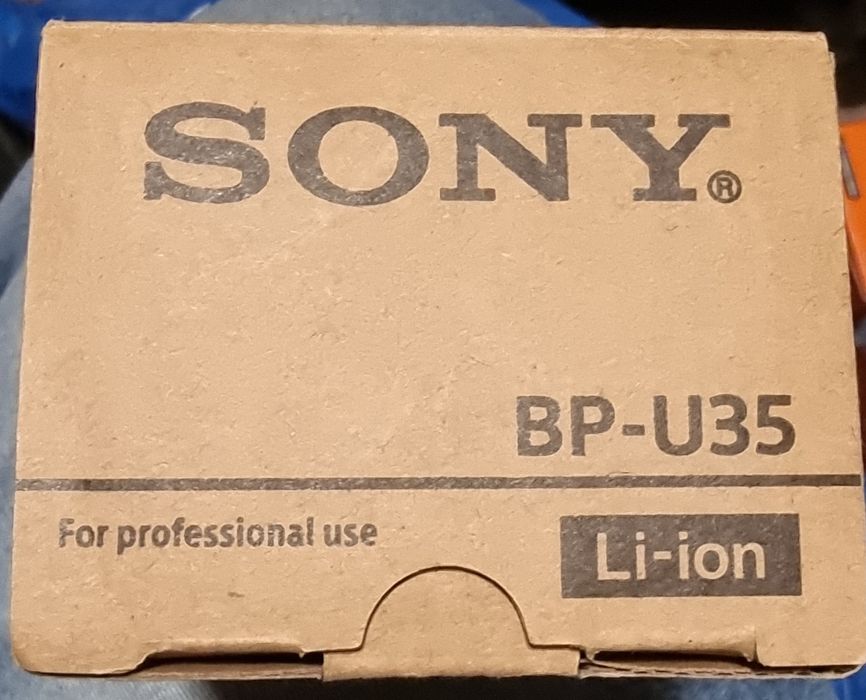 SONY®
BP-U35
For professional use
Li-ion